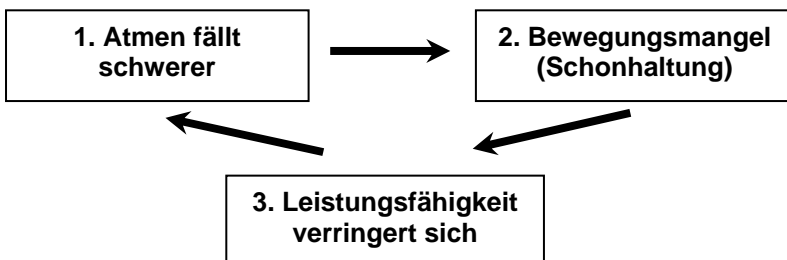 1. Atmen fällt
schwerer
2. Bewegungsmangel
(Schonhaltung)
3. Leistungsfähigkeit
verringert sich